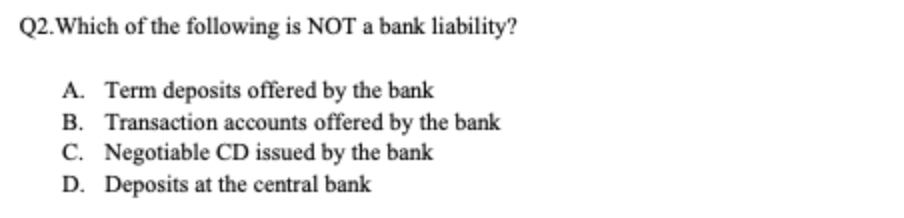 Q2.Which of the following is NOT a bank liability?
A. Term deposits offered by the bank
B. Transaction accounts offered by the bank
C. Negotiable CD issued by the bank
D. Deposits at the central bank